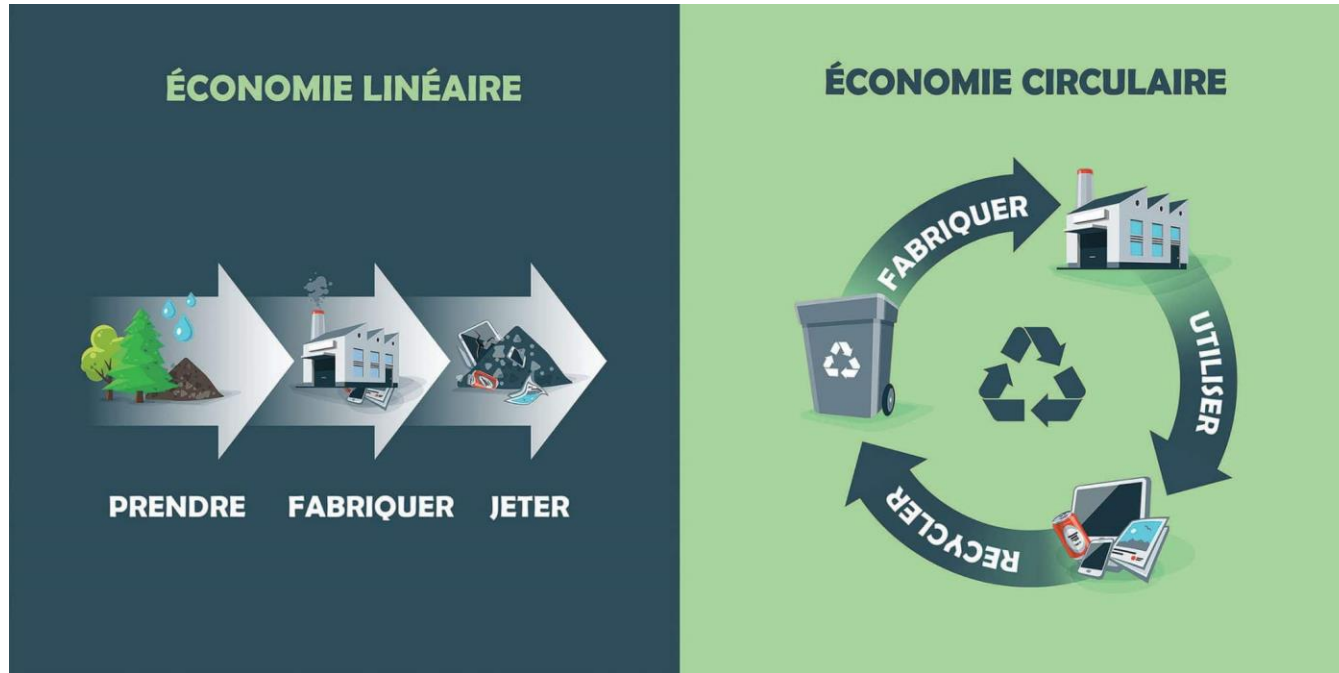 ÉCONOMIE LINÉAIRE
PRENDRE
FABRIQUER
JETER
ÉCONOMIE CIRCULAIRE
FABRIQUER
UTILISER
RECYCLER